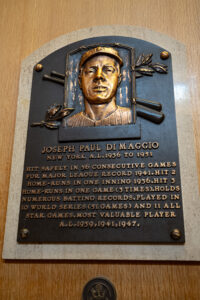 JOSEPH PAUL DI MAGGIO
NEW YORK A.L. 1936 TO 1951
HIT SAFELY IN 56 CONSECUTIVE GAMES
FOR MAJOR LEAGUE RECORD 1941. HIT 2
HOME-RUNS IN ONE INNING 1936. HIT 3
HOME-RUNS IN ONE GAME (3 TIMES). HOLDS
NUMEROUS BATTING RECORDS. PLAYED IN
10 WORLD SERIES (51 GAMES) AND 11 ALL
STAR GAMES. MOST VALUABLE PLAYER
A.L. 1939, 1941, 1947.